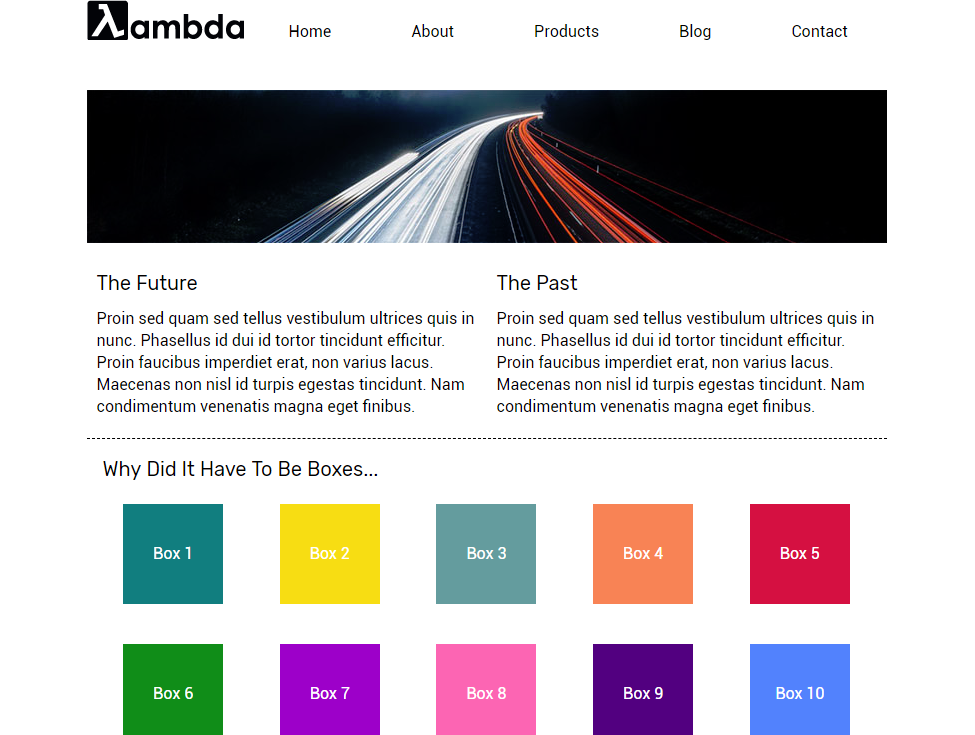 λambda
Home About Products Blog Contact
The Future
Proin sed quam sed tellus vestibulum ultrices quis in
nunc. Phasellus id dui id tortor tincidunt efficitur.
Proin faucibus imperdiet erat, non varius lacus.
Maecenas non nisl id turpis egestas tincidunt. Nam
condimentum venenatis magna eget finibus.
The Past
Proin sed quam sed tellus vestibulum ultrices quis in
nunc. Phasellus id dui id tortor tincidunt efficitur.
Proin faucibus imperdiet erat, non varius lacus.
Maecenas non nisl id turpis egestas tincidunt. Nam
condimentum venenatis magna eget finibus.
Why Did It Have To Be Boxes...
Box 1 Box 2 Box 3 Box 4 Box 5
Box 6 Box 7 Box 8 Box 9 Box 10